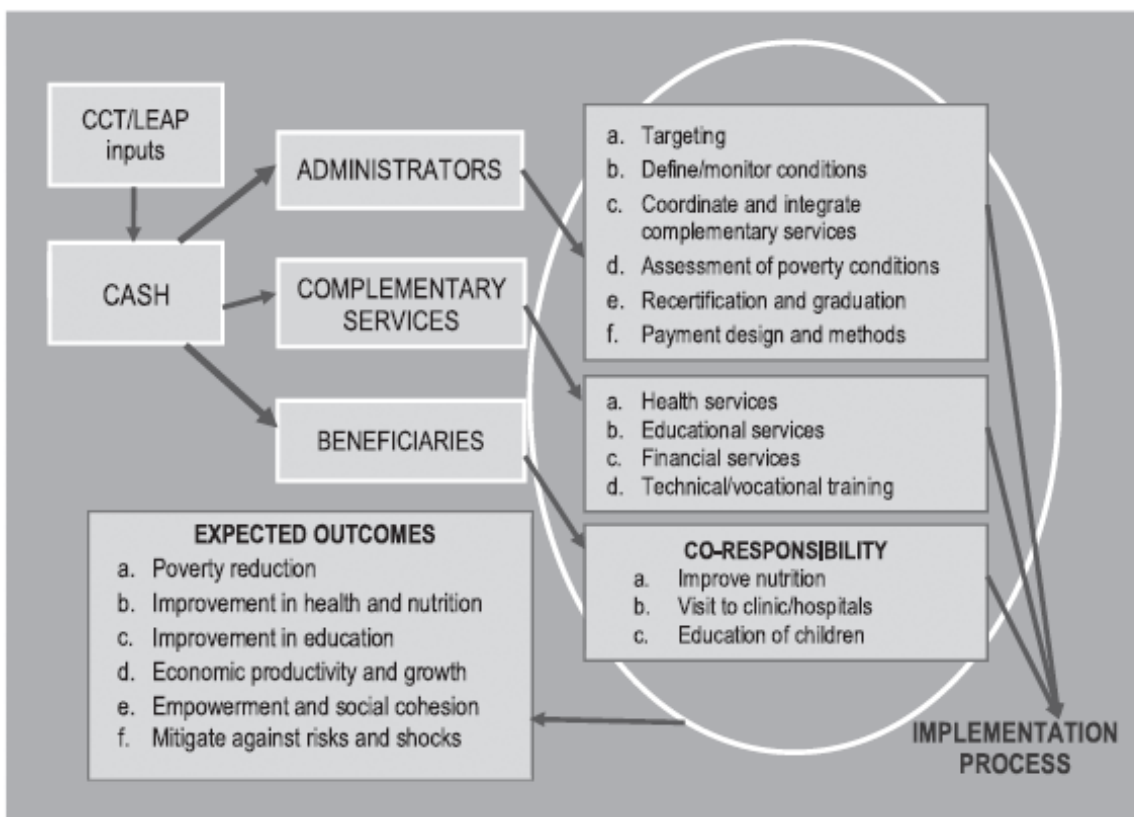 CCT/LEAP
inputs
CASH
ADMINISTRATORS
COMPLEMENTARY
SERVICES
BENEFICIARIES
a. Targeting
b. Define/monitor conditions
c. Coordinate and integrate
complementary services
d. Assessment of poverty conditions
e. Recertification and graduation
f. Payment design and methods
a. Health services
b. Educational services
c. Financial services
d. Technical/vocational training
CO-RESPONSIBILITY
a. Improve nutrition
b. Visit to clinic/hospitals
c. Education of children
EXPECTED OUTCOMES
a. Poverty reduction
b. Improvement in health and nutrition
c. Improvement in education
d. Economic productivity and growth
e. Empowerment and social cohesion
f. Mitigate against risks and shocks
IMPLEMENTATION
PROCESS